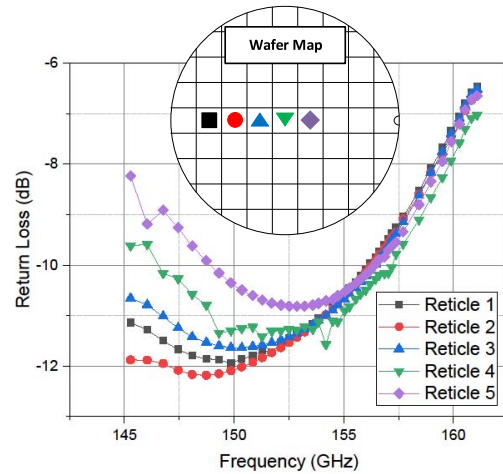 Wafer Map
-6
-8
-10
-12
Return Loss (dB)
Reticle 1
Reticle 2
Reticle 3
Reticle 4
Reticle 5
145
150
155
160
Frequency (GHz)